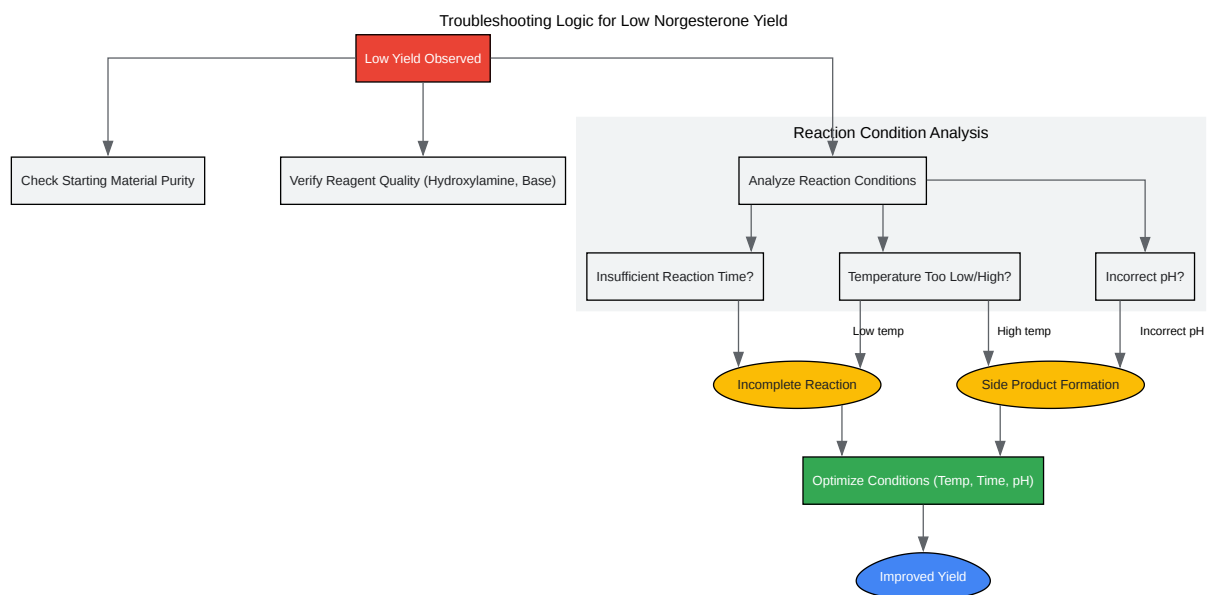 Troubleshooting Logic for Low Norgesterone Yield
Low Yield Observed
Reaction Condition Analysis
Check Starting Material Purity
Verify Reagent Quality (Hydroxylamine, Base)
Analyze Reaction Conditions
Insufficient Reaction Time?
Temperature Too Low/High?
Incorrect pH?
Low temp
High temp
Incorrect pH
Incomplete Reaction
Side Product Formation
Optimize Conditions (Temp, Time, pH)
Improved Yield